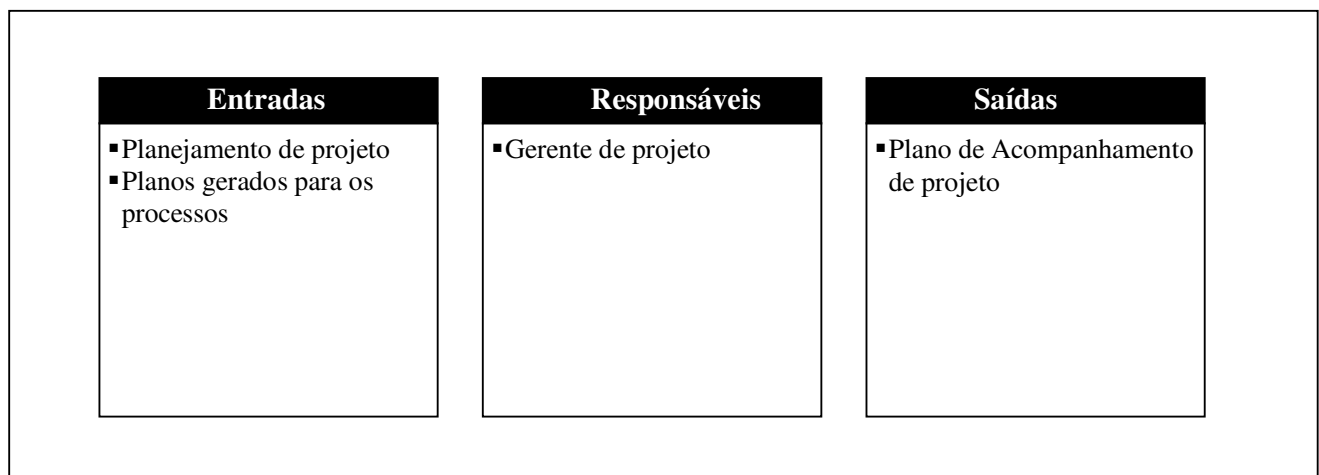 Entradas
▪Planejamento de projeto
▪Planos gerados para os
processos
Responsáveis
▪Gerente de projeto
Saídas
▪Plano de Acompanhamento
de projeto